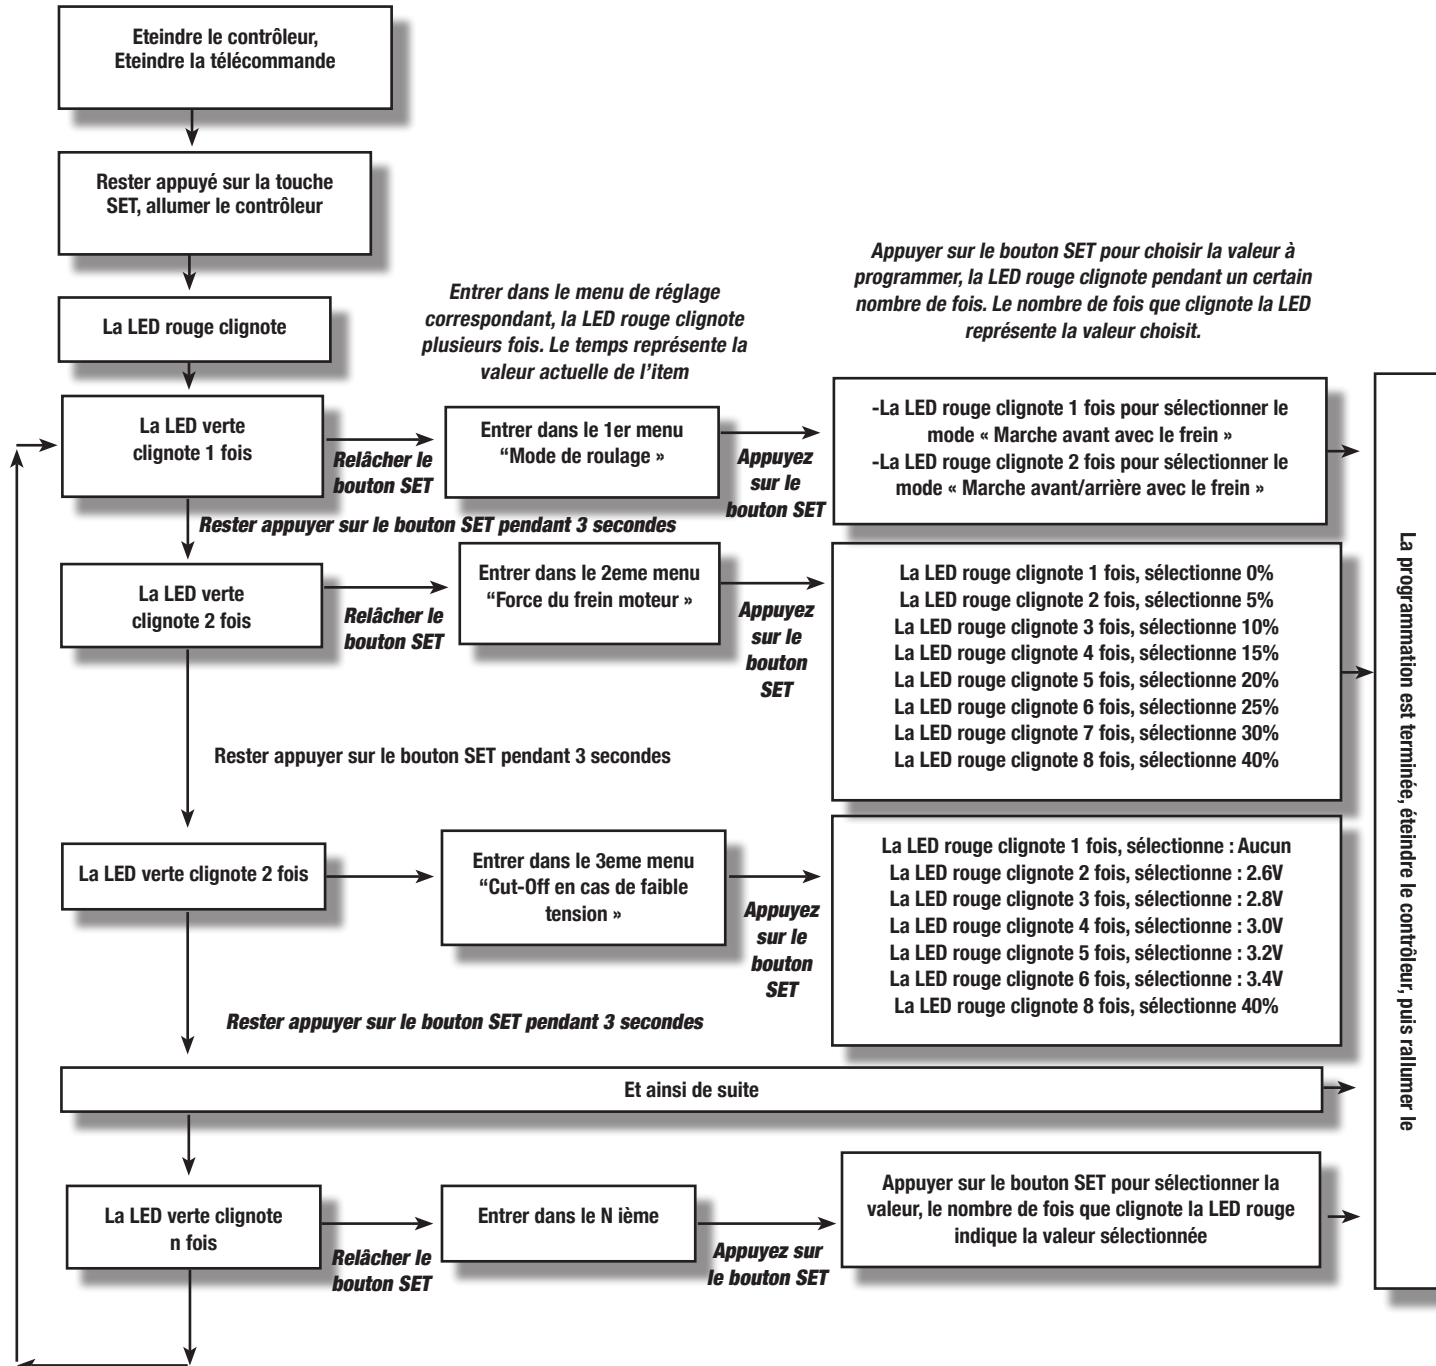 Eteindre le contrôleur,
Eteindre la télécommande
Rester appuyé sur la touche
SET, allumer le contrôleur
La LED rouge clignote
Entrer dans le menu de réglage
correspondant, la LED rouge clignote
plusieurs fois. Le temps représente la
valeur actuelle de l'item
Appuyer sur le bouton SET pour choisir la valeur à
programmer, la LED rouge clignote pendant un certain
nombre de fois. Le nombre de fois que clignote la LED
représente la valeur choisit.
La LED verte
clignote 1 fois
Relâcher le
bouton SET
Entrer dans le 1er menu
“Mode de roulage »
Appuyez
sur le
bouton SET
-La LED rouge clignote 1 fois pour sélectionner le
mode « Marche avant avec le frein »
-La LED rouge clignote 2 fois pour sélectionner le
mode « Marche avant/arrière avec le frein »
Rester appuyer sur le bouton SET pendant 3 secondes
La LED verte
clignote 2 fois
Relâcher le
bouton SET
Entrer dans le 2eme menu
“Force du frein moteur »
Appuyez
sur le
bouton
SET
La LED rouge clignote 1 fois, sélectionne 0%
La LED rouge clignote 2 fois, sélectionne 5%
La LED rouge clignote 3 fois, sélectionne 10%
La LED rouge clignote 4 fois, sélectionne 15%
La LED rouge clignote 5 fois, sélectionne 20%
La LED rouge clignote 6 fois, sélectionne 25%
La LED rouge clignote 7 fois, sélectionne 30%
La LED rouge clignote 8 fois, sélectionne 40%
Rester appuyer sur le bouton SET pendant 3 secondes
La LED verte clignote 2 fois
Entrer dans le 3eme menu
“Cut-Off en cas de faible
tension »
Appuyez
sur le
bouton
SET
La LED rouge clignote 1 fois, sélectionne : Aucun
La LED rouge clignote 2 fois, sélectionne : 2.6V
La LED rouge clignote 3 fois, sélectionne : 2.8V
La LED rouge clignote 4 fois, sélectionne : 3.0V
La LED rouge clignote 5 fois, sélectionne : 3.2V
La LED rouge clignote 6 fois, sélectionne : 3.4V
La LED rouge clignote 8 fois, sélectionne 40%
Rester appuyer sur le bouton SET pendant 3 secondes
Et ainsi de suite
La LED verte clignote
n fois
Relâcher le
bouton SET
Entrer dans le N ième
Appuyez sur
le bouton SET
Appuyer sur le bouton SET pour sélectionner la
valeur, le nombre de fois que clignote la LED rouge
indique la valeur sélectionnée
La programmation est terminée, éteindre le contrôleur, puis rallumer le